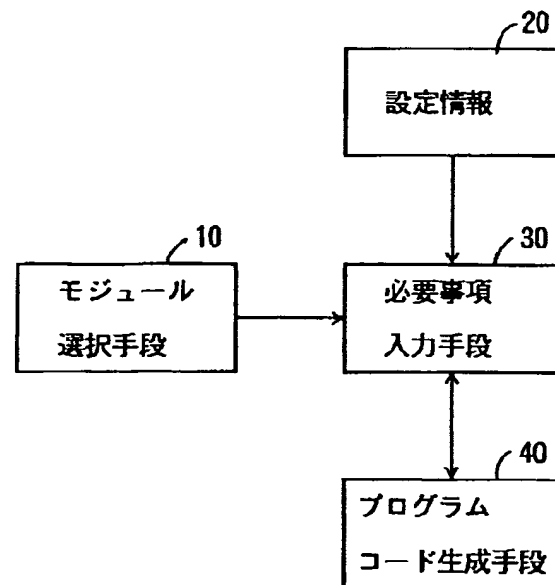 20
設定情報
10
モジュール
選択手段
30
必要事項
入力手段
40
プログラム
コード生成手段